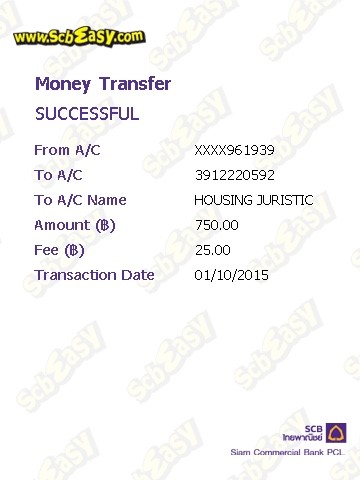 www.ScbEasy.com
Money Transfer
SUCCESSFUL
From A/C XXXX961939
To A/C 3912220592
To A/C Name HOUSING JURISTIC
Amount (฿) 750.00
Fee (฿) 25.00
Transaction Date 01/10/2015
SCB
ไทยพาณิชย์
Siam Commercial Bank PCL.